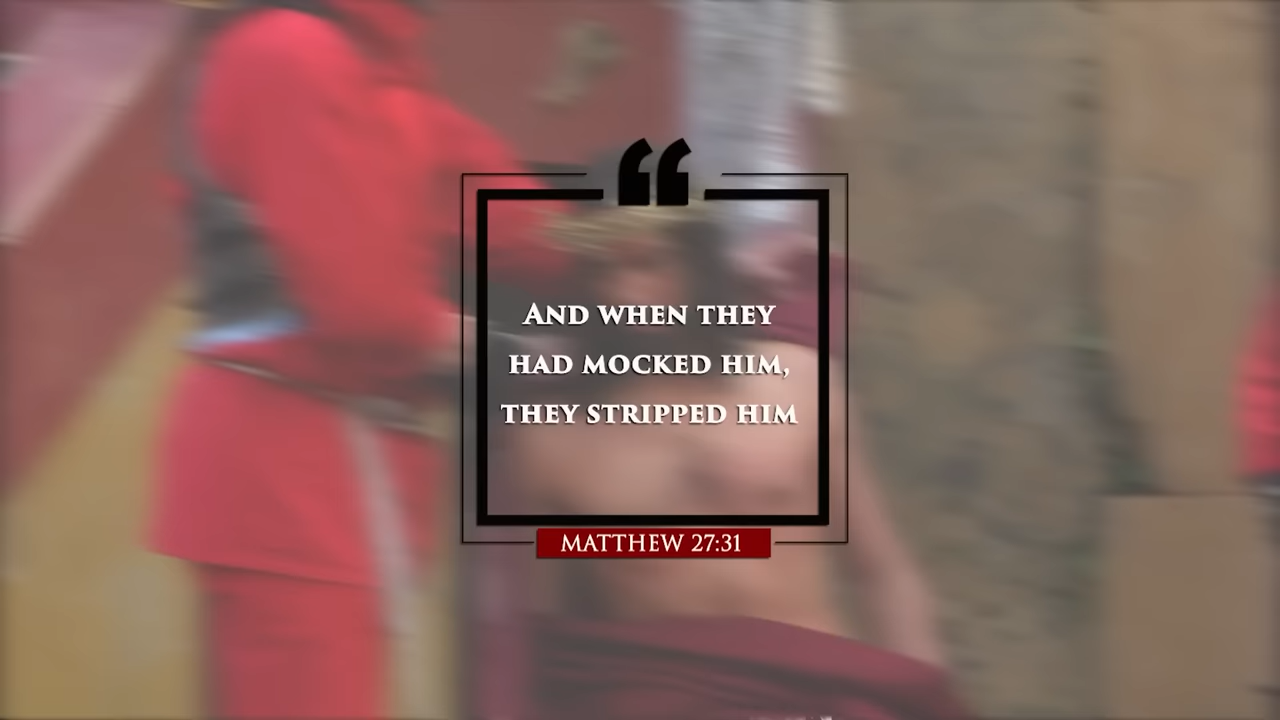 “
AND WHEN THEY
HAD MOCKED HIM,
THEY STRIPPED HIM
MATTHEW 27:31